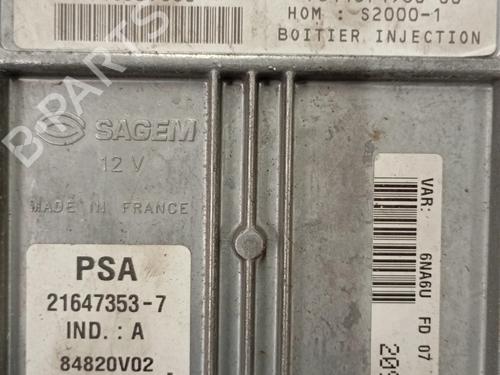 HOM : S2000-1
BOITIER INJECTION
B-PARTS
SAGEM
12 V
MADE IN FRANCE
VAR: 6NA6U FD 07
PSA
21647353-7
IND. : A
84820V02